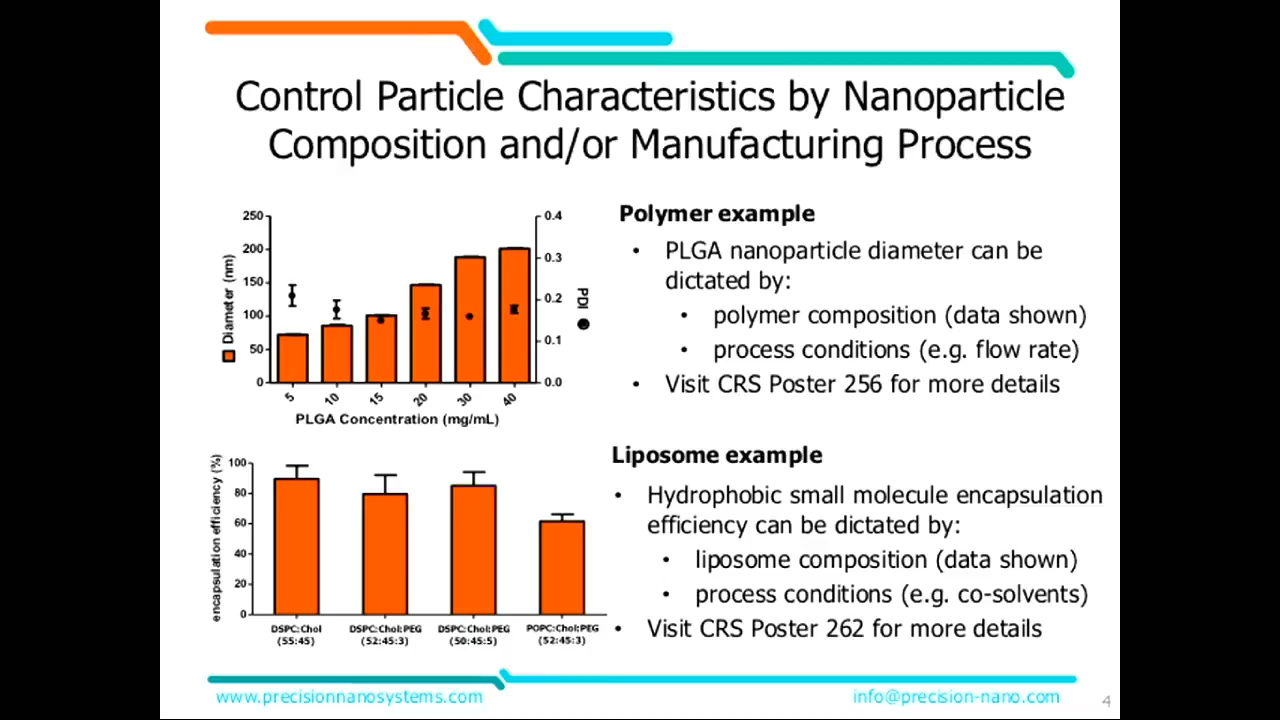 Control Particle Characteristics by Nanoparticle
Composition and/or Manufacturing Process
250
200
150
100
50
0
Diameter (nm)
0.4
0.3
0.2
0.1
0.0
PDI
5
10
15
20
30
40
PLGA Concentration (mg/mL)
Polymer example
• PLGA nanoparticle diameter can be
dictated by:
• polymer composition (data shown)
• process conditions (e.g. flow rate)
• Visit CRS Poster 256 for more details
encapsulation efficiency (%)
100
80
60
40
20
0
DSPC:Chol
(55:45)
DSPC:Chol:PEG
(52:45:3)
DSPC:Chol:PEG
(50:45:5)
POPC:Chol:PEG
(52:45:3)
Liposome example
• Hydrophobic small molecule encapsulation
efficiency can be dictated by:
• liposome composition (data shown)
• process conditions (e.g. co-solvents)
• Visit CRS Poster 262 for more details
www.precisionnanosystems.com
info@precision-nano.com
4